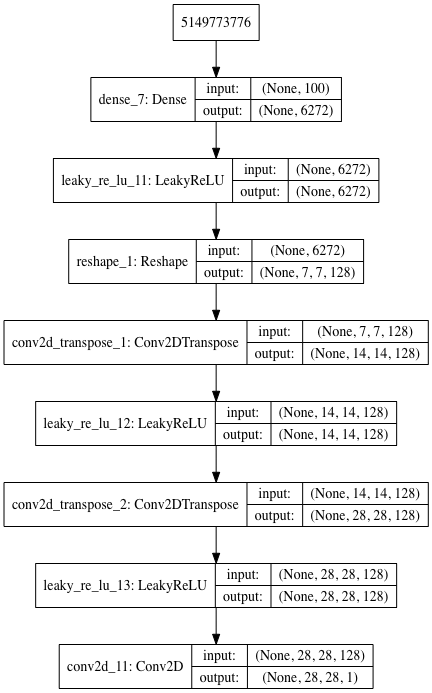 5149773776
dense_7: Dense
input: (None, 100)
output: (None, 6272)
leaky_re_lu_11: LeakyReLU
input: (None, 6272)
output: (None, 6272)
reshape_1: Reshape
input: (None, 6272)
output: (None, 7, 7, 128)
conv2d_transpose_1: Conv2DTranspose
input: (None, 7, 7, 128)
output: (None, 14, 14, 128)
leaky_re_lu_12: LeakyReLU
input: (None, 14, 14, 128)
output: (None, 14, 14, 128)
conv2d_transpose_2: Conv2DTranspose
input: (None, 14, 14, 128)
output: (None, 28, 28, 128)
leaky_re_lu_13: LeakyReLU
input: (None, 28, 28, 128)
output: (None, 28, 28, 128)
conv2d_11: Conv2D
input: (None, 28, 28, 128)
output: (None, 28, 28, 1)